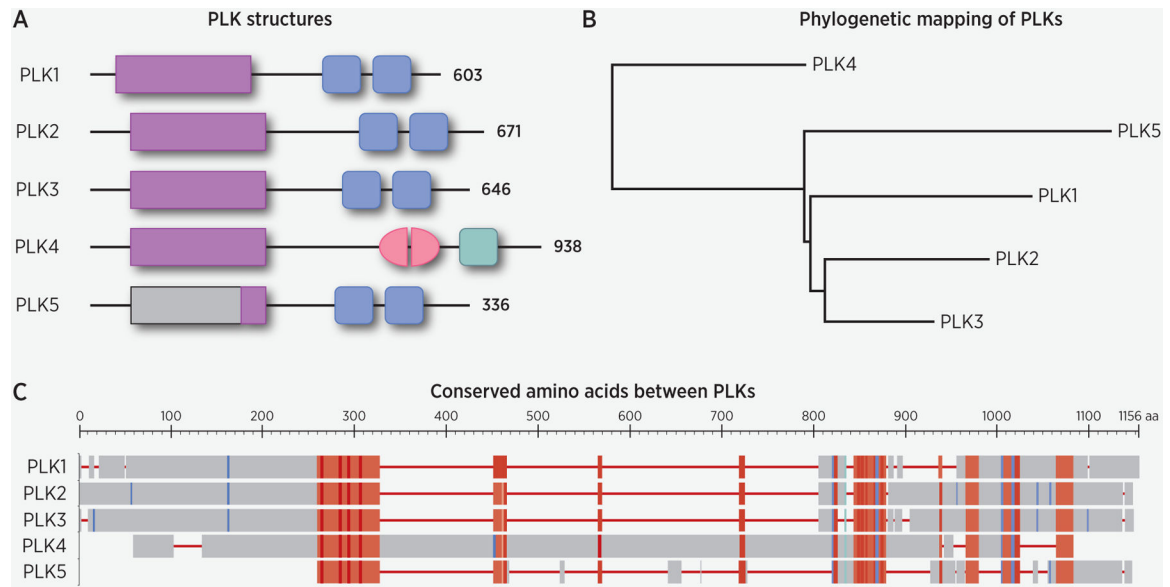 A PLK structures
PLK1 603
PLK2 671
PLK3 646
PLK4 938
PLK5 336
B Phylogenetic mapping of PLKs
PLK4
PLK5
PLK1
PLK2
PLK3
C Conserved amino acids between PLKs
0 100 200 300 400 500 600 700 800 900 1000 1100 1156 aa
PLK1
PLK2
PLK3
PLK4
PLK5